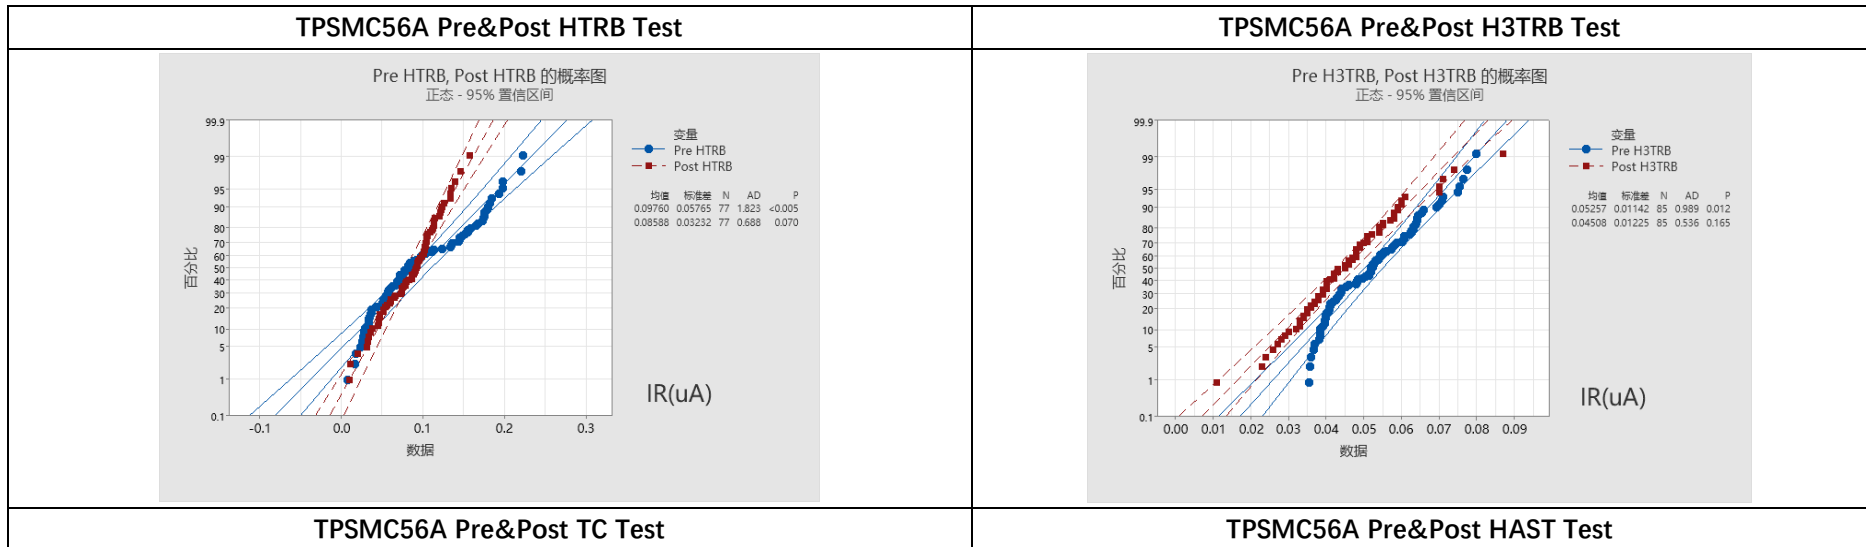 TPSMC56A Pre&Post HTRB Test
Pre HTRB, Post HTRB 的概率图
正态 - 95% 置信区间
99.9
99
95
90
80
70
60
50
40
30
20
10
5
1
0.1
百分比
-0.1
0.0
0.1
0.2
0.3
数据
变量
Pre HTRB
Post HTRB
均值 标准差 N AD P
0.09760 0.05765 77 1.823 <0.005
0.08588 0.03232 77 0.688 0.070
IR(uA)
TPSMC56A Pre&Post H3TRB Test
Pre H3TRB, Post H3TRB 的概率图
正态 - 95% 置信区间
99.9
99
95
90
80
70
60
50
40
30
20
10
5
1
0.1
百分比
0.00
0.01
0.02
0.03
0.04
0.05
0.06
0.07
0.08
0.09
数据
变量
Pre H3TRB
Post H3TRB
均值 标准差 N AD P
0.05257 0.01142 85 0.989 0.012
0.04508 0.01225 85 0.536 0.165
IR(uA)
TPSMC56A Pre&Post TC Test
TPSMC56A Pre&Post HAST Test